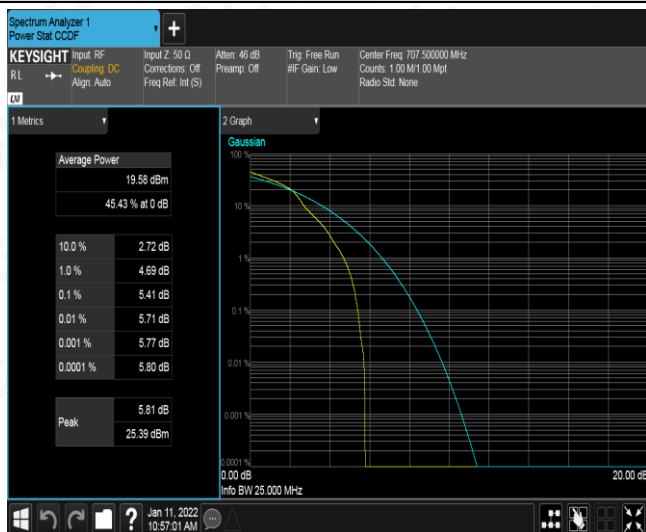 Spectrum Analyzer 1
Power Stat CCDF
+
KEYSIGHT
RL
LXI
Input: RF
Coupling: DC
Align: Auto
Input Z: 50 Ω
Corrections: Off
Freq Ref: Int (S)
Atten: 46 dB
Preamp: Off
Trig: Free Run
#IF Gain: Low
Center Freq: 707.500000 MHz
Counts: 1.00 M/1.00 Mpt
Radio Std: None
1 Metrics
Average Power
19.58 dBm
45.43 % at 0 dB
10.0 % 2.72 dB
1.0 % 4.69 dB
0.1 % 5.41 dB
0.01 % 5.71 dB
0.001 % 5.77 dB
0.0001 % 5.80 dB
Peak 5.81 dB
25.39 dBm
2 Graph
Gaussian
100 %
10 %
1 %
0.1 %
0.01 %
0.001 %
0.0001 %
0.00 dB 20.00 dB
Info BW 25.000 MHz
?
Jan 11, 2022
10:57:01 AM